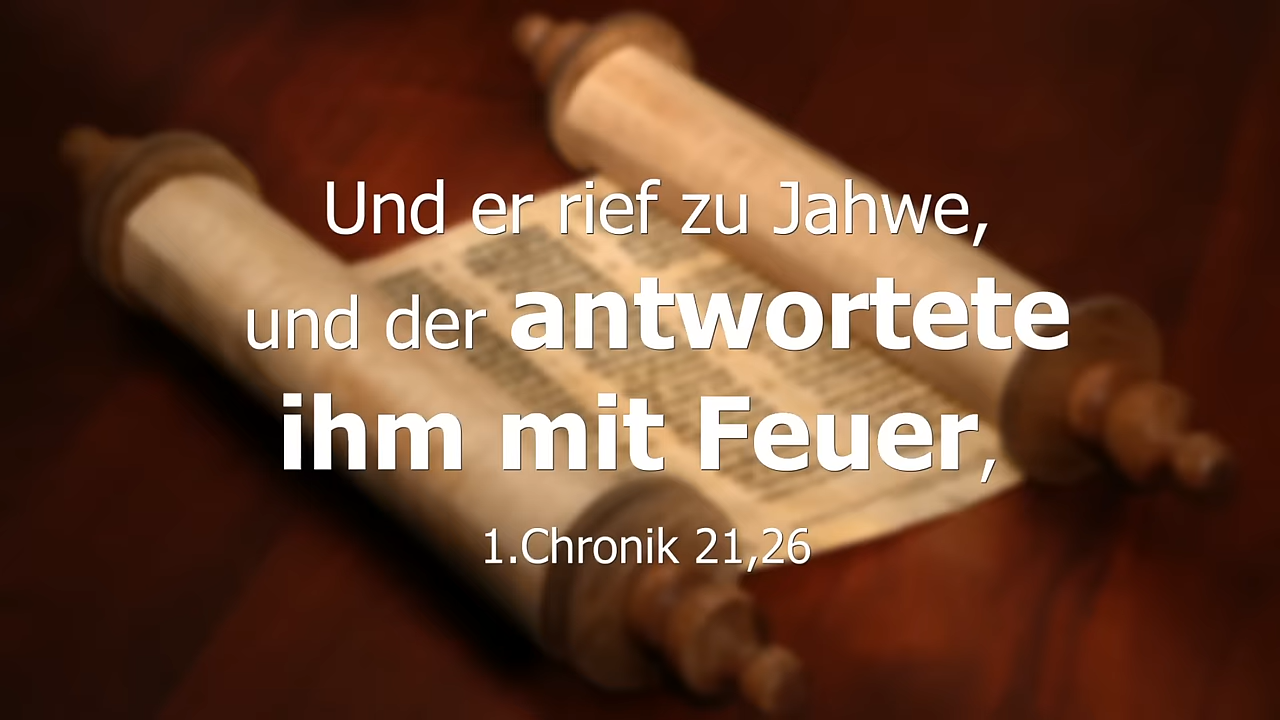 Und er rief zu Jahwe,
und der antwortete
ihm mit Feuer,
1.Chronik 21,26